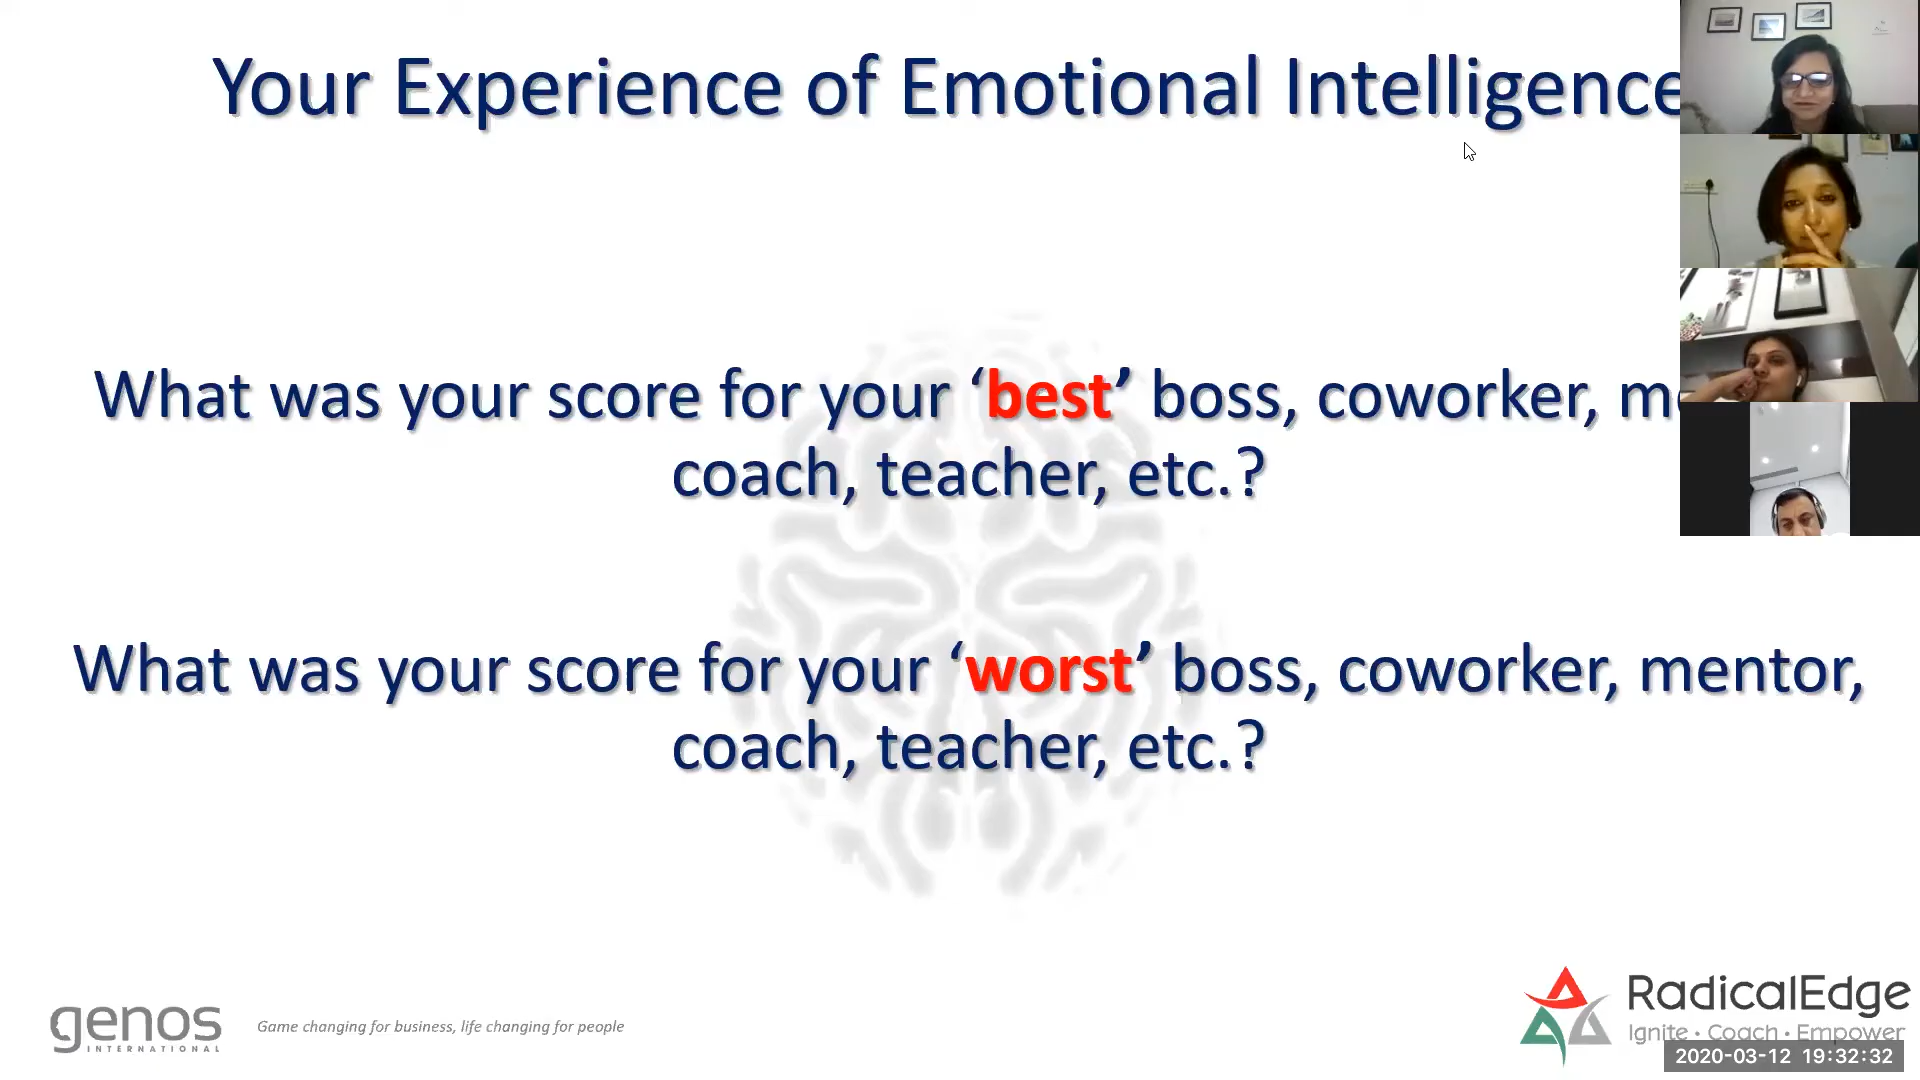 Your Experience of Emotional Intelligence
What was your score for your ‘best’ boss, coworker,
coach, teacher, etc.?
What was your score for your ‘worst’ boss, coworker, mentor,
coach, teacher, etc.?
genos
INTERNATIONAL
Game changing for business, life changing for people
RadicalEdge
Ignite • Coach • Empower
2020-03-12 19:32:32